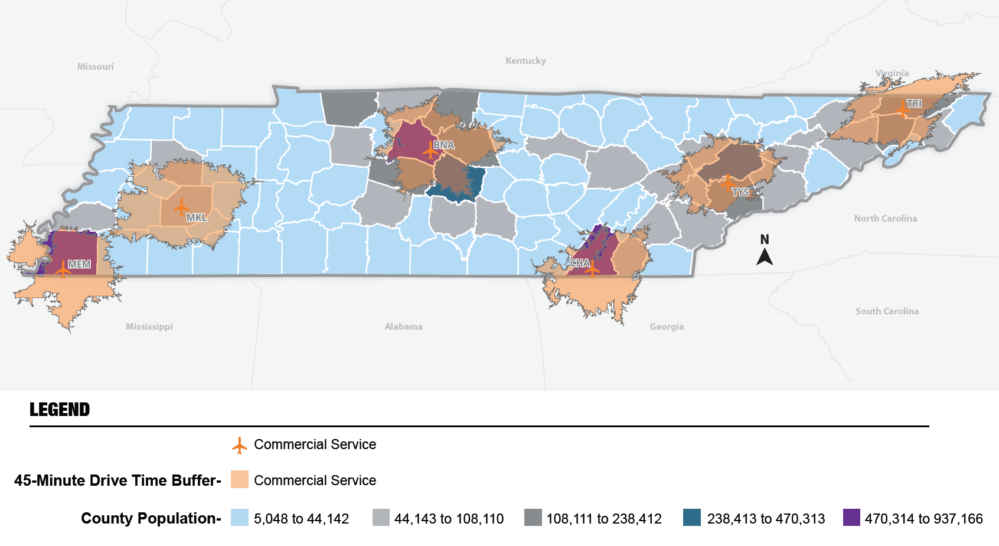 Kentucky
Missouri
Virginia
TRI
BNA
TYS
MKL
North Carolina
N
MEM
CHA
South Carolina
Mississippi
Alabama
Georgia
LEGEND
Commercial Service
45-Minute Drive Time Buffer- Commercial Service
County Population- 5,048 to 44,142 44,143 to 108,110 108,111 to 238,412 238,413 to 470,313 470,314 to 937,166